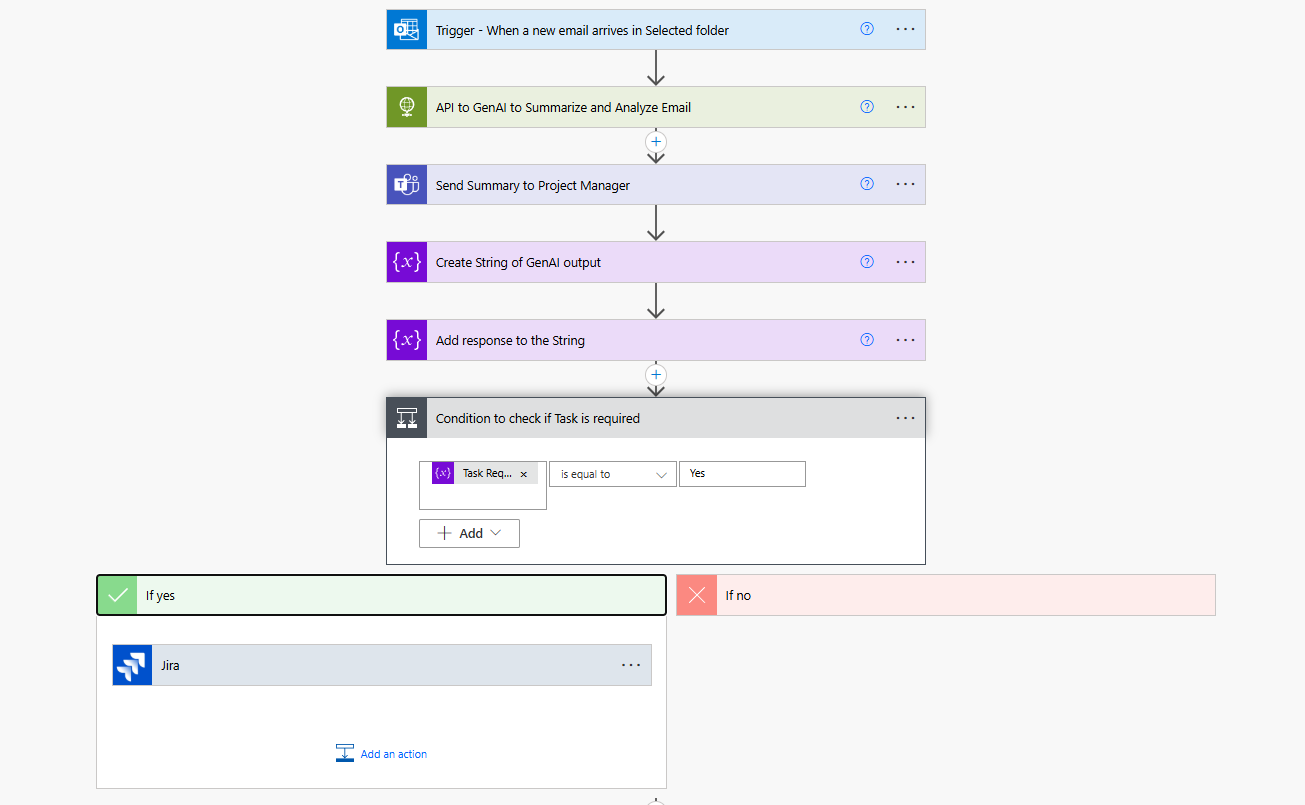 Trigger - When a new email arrives in Selected folder
API to GenAI to Summarize and Analyze Email
Send Summary to Project Manager
Create String of GenAI output
Add response to the String
Condition to check if Task is required
Task Req... × is equal to Yes
+ Add
If yes
If no
Jira
Add an action